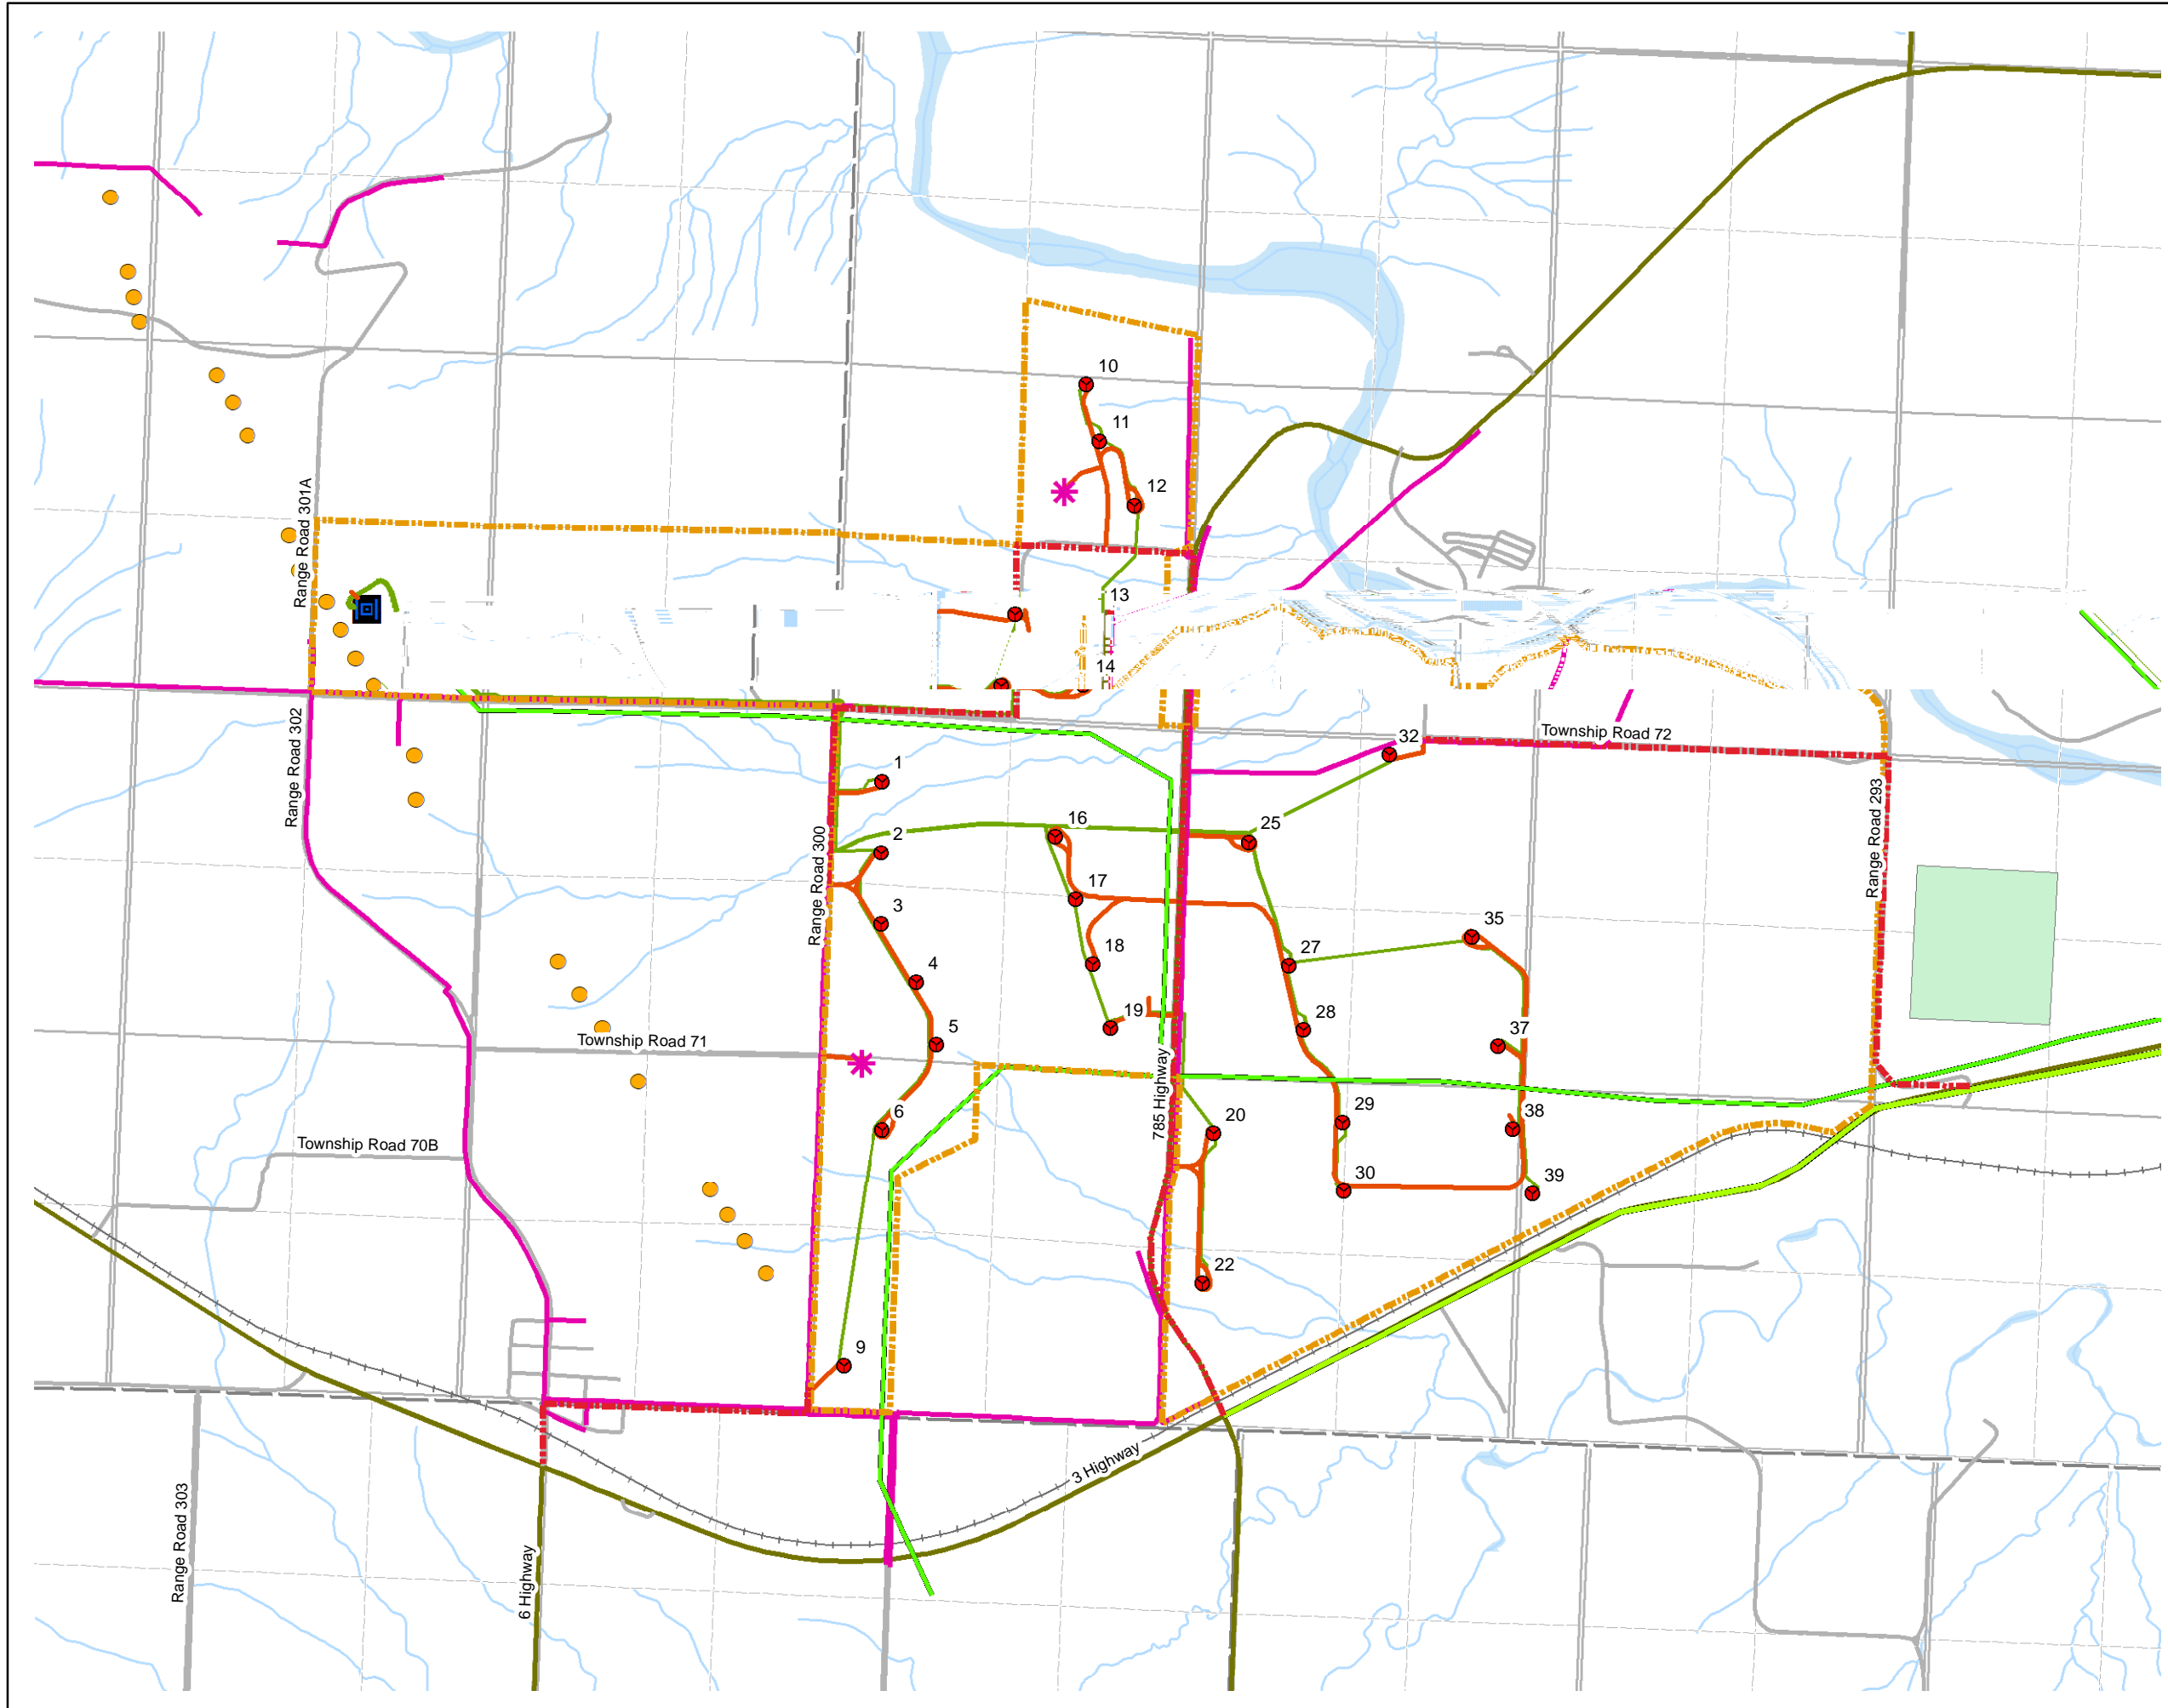 10
11
12
Range Road 301A
13
14
Range Road 302
32
Township Road 72
1
Range Road 293
16
25
2
Range Road 300
17
3
35
18
27
4
19
28
5
37
Township Road 71
788 Highway
6
20
29
38
Township Road 70B
30
39
22
9
3 Highway
Range Road 303
6 Highway